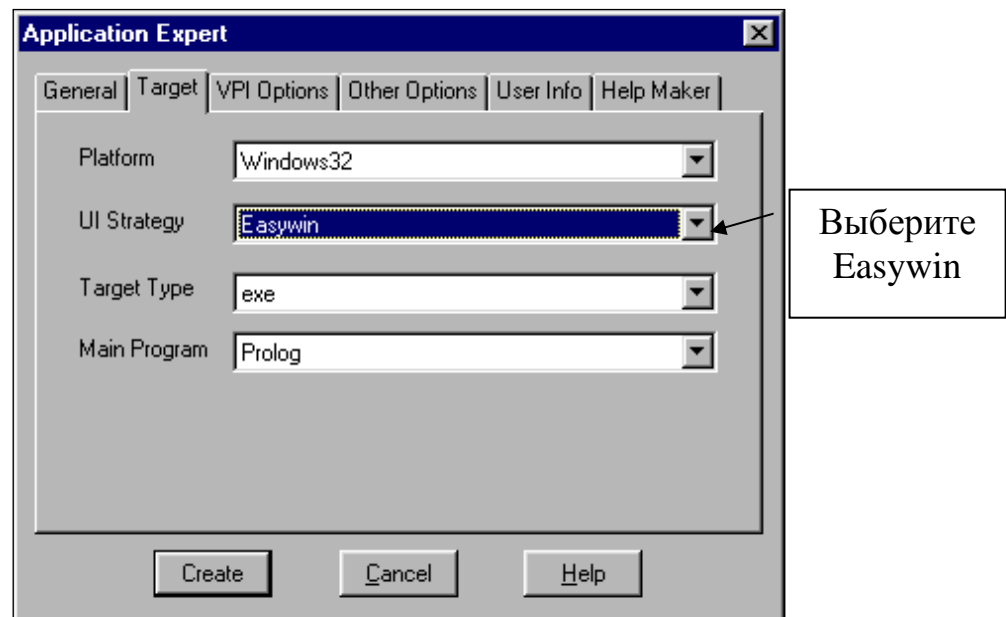 Application Expert
General Target VPI Options Other Options User Info Help Maker
Platform Windows32
UI Strategy Easywin
Target Type exe
Main Program Prolog
Create Cancel Help
Выберите
Easywin